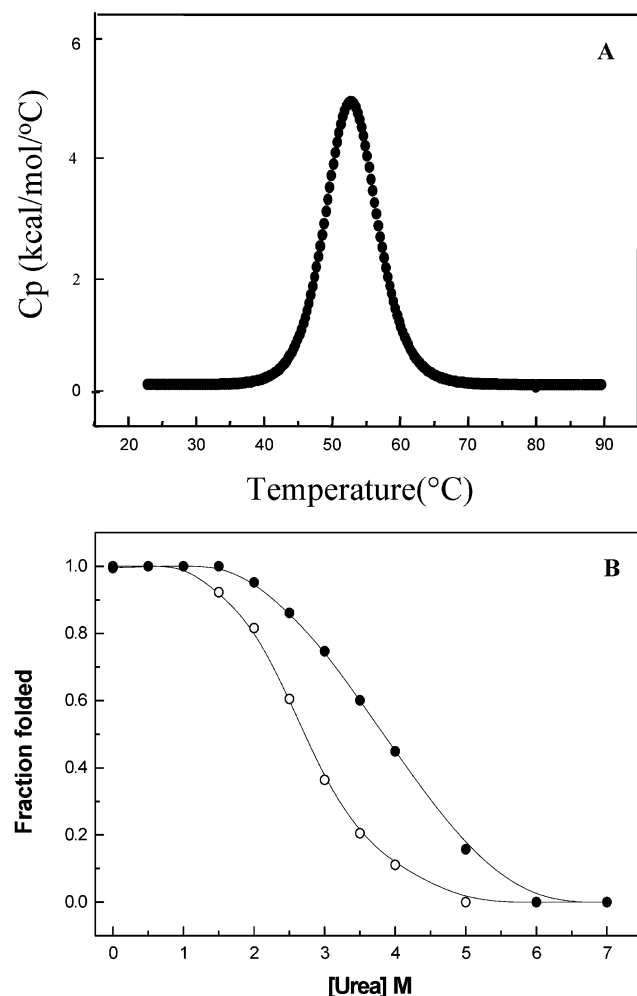 A
Cp (kcal/mol/°C)
6
4
2
0
20 30 40 50 60 70 80 90
Temperature(°C)
B
Fraction folded
1.0
0.8
0.6
0.4
0.2
0.0
0 1 2 3 4 5 6 7
[Urea] M